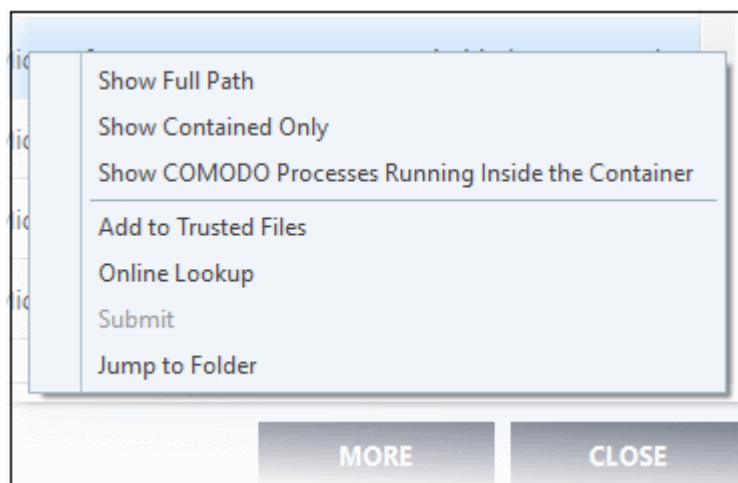 Show Full Path
Show Contained Only
Show COMODO Processes Running Inside the Container
Add to Trusted Files
Online Lookup
Submit
Jump to Folder
MORE CLOSE